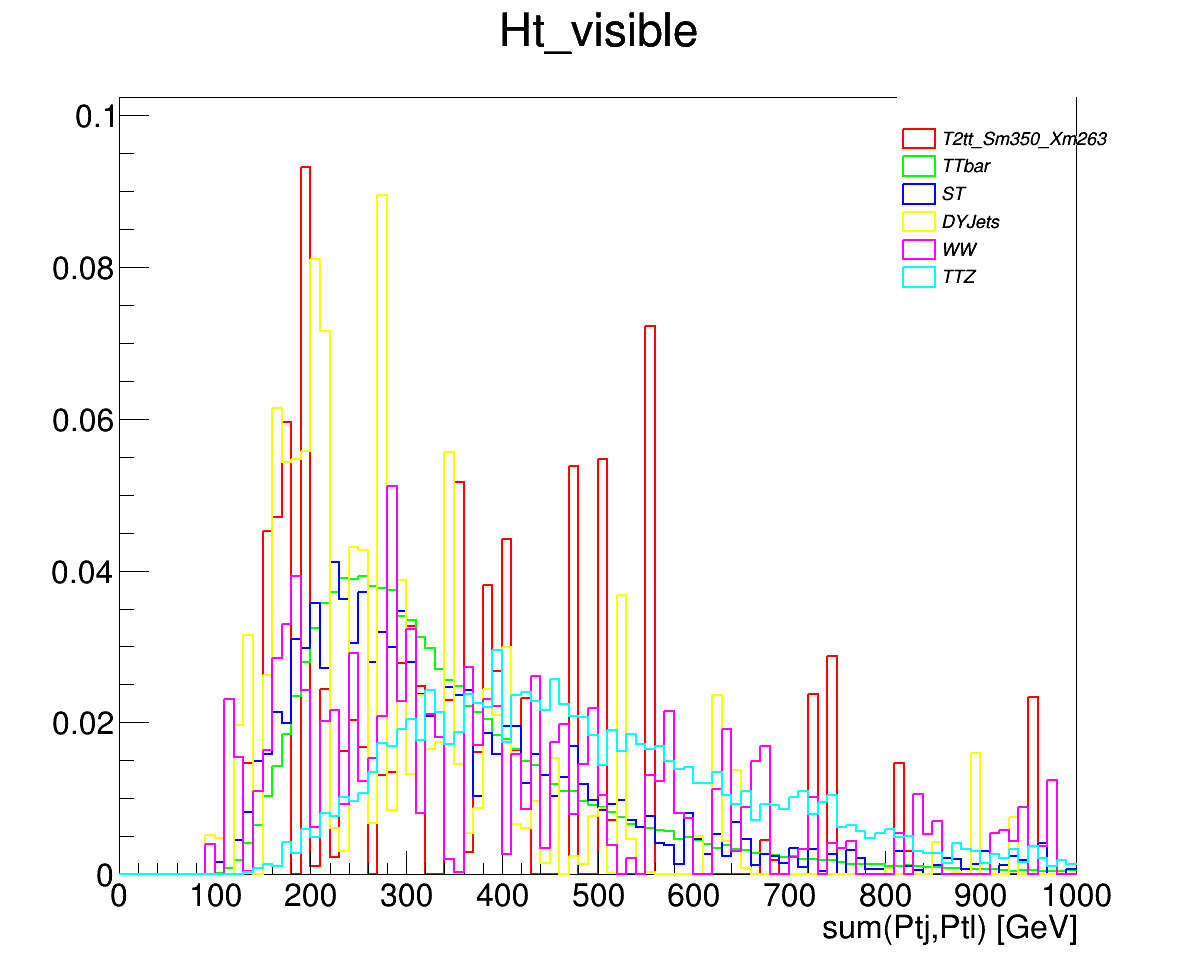 Ht_visible
0.1
0.08
0.06
0.04
0.02
0
T2tt_Sm350_Xm263
TTbar
ST
DYJets
WW
TTZ
0 100 200 300 400 500 600 700 800 900 1000
sum(Ptj,Ptl) [GeV]